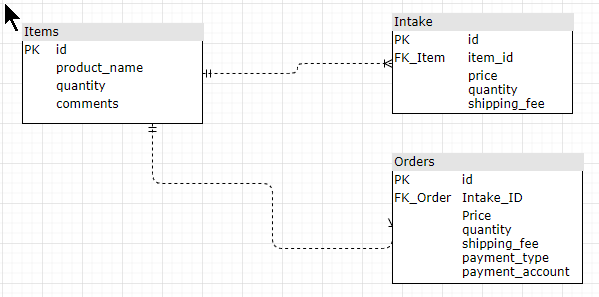 Items
PK id
product_name
quantity
comments
Intake
PK id
FK_Item item_id
price
quantity
shipping_fee
Orders
PK id
FK_Order Intake_ID
Price
quantity
shipping_fee
payment_type
payment_account